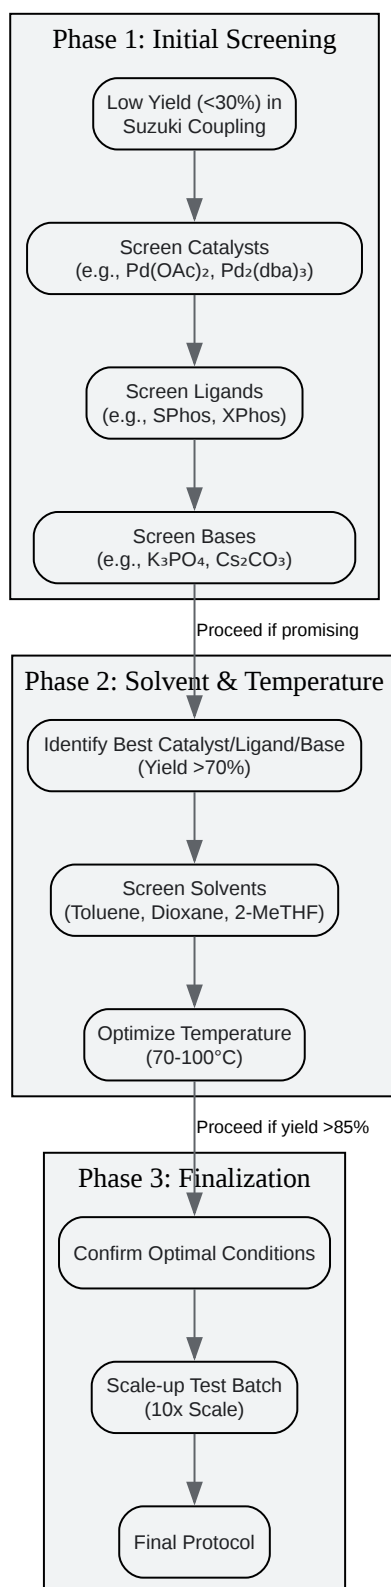 Phase 1: Initial Screening
Low Yield (<30%) in
Suzuki Coupling
Screen Catalysts
(e.g., Pd(OAc)₂, Pd₂(dba)₃)
Screen Ligands
(e.g., SPhos, XPhos)
Screen Bases
(e.g., K₃PO₄, Cs₂CO₃)
Proceed if promising
Phase 2: Solvent & Temperature
Identify Best Catalyst/Ligand/Base
(Yield >70%)
Screen Solvents
(Toluene, Dioxane, 2-MeTHF)
Optimize Temperature
(70-100°C)
Proceed if yield >85%
Phase 3: Finalization
Confirm Optimal Conditions
Scale-up Test Batch
(10x Scale)
Final Protocol